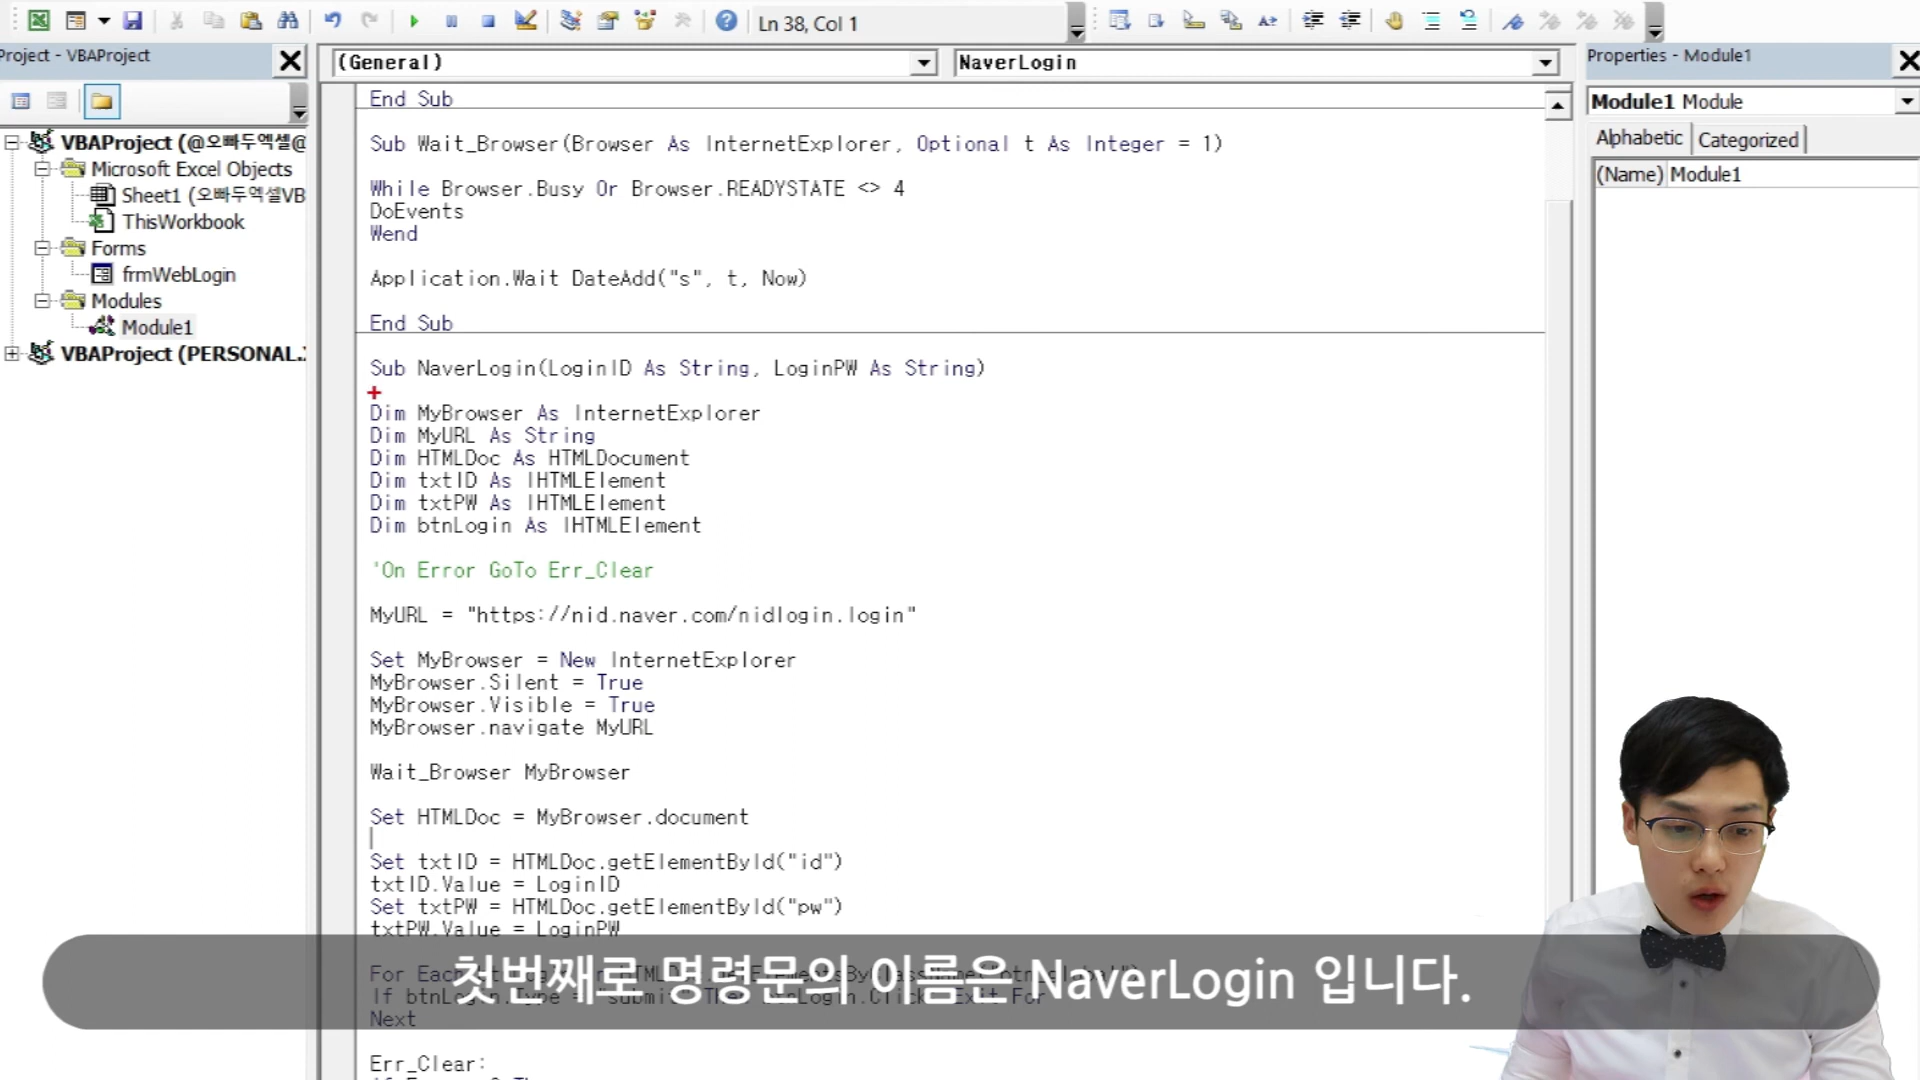 Ln 38, Col 1
Project - VBAProject
VBAProject (@오빠두엑셀@
Microsoft Excel Objects
Sheet1 (오빠두엑셀VB
ThisWorkbook
Forms
frmWebLogin
Modules
Module1
VBAProject (PERSONAL.
(General)
NaverLogin
End Sub
Sub Wait_Browser(Browser As InternetExplorer, Optional t As Integer = 1)
While Browser.Busy Or Browser.READYSTATE <> 4
DoEvents
Wend
Application.Wait DateAdd("s", t, Now)
End Sub
Sub NaverLogin(LoginID As String, LoginPW As String)
Dim MyBrowser As InternetExplorer
Dim MyURL As String
Dim HTMLDoc As HTMLDocument
Dim txtID As IHTMLElement
Dim txtPW As IHTMLElement
Dim btnLogin As IHTMLElement
'On Error GoTo Err_Clear
MyURL = "https://nid.naver.com/nidlogin.login"
Set MyBrowser = New InternetExplorer
MyBrowser.Silent = True
MyBrowser.Visible = True
MyBrowser.navigate MyURL
Wait_Browser MyBrowser
Set HTMLDoc = MyBrowser.document
Set txtID = HTMLDoc.getElementById("id")
txtID.Value = LoginID
Set txtPW = HTMLDoc.getElementById("pw")
txtPW.Value = LoginPW
For Each
If
Exit For
Next
Err_Clear:
첫번째로 명령문의 이름은 NaverLogin 입니다.
Properties - Module1
Module1 Module
Alphabetic Categorized
(Name) Module1